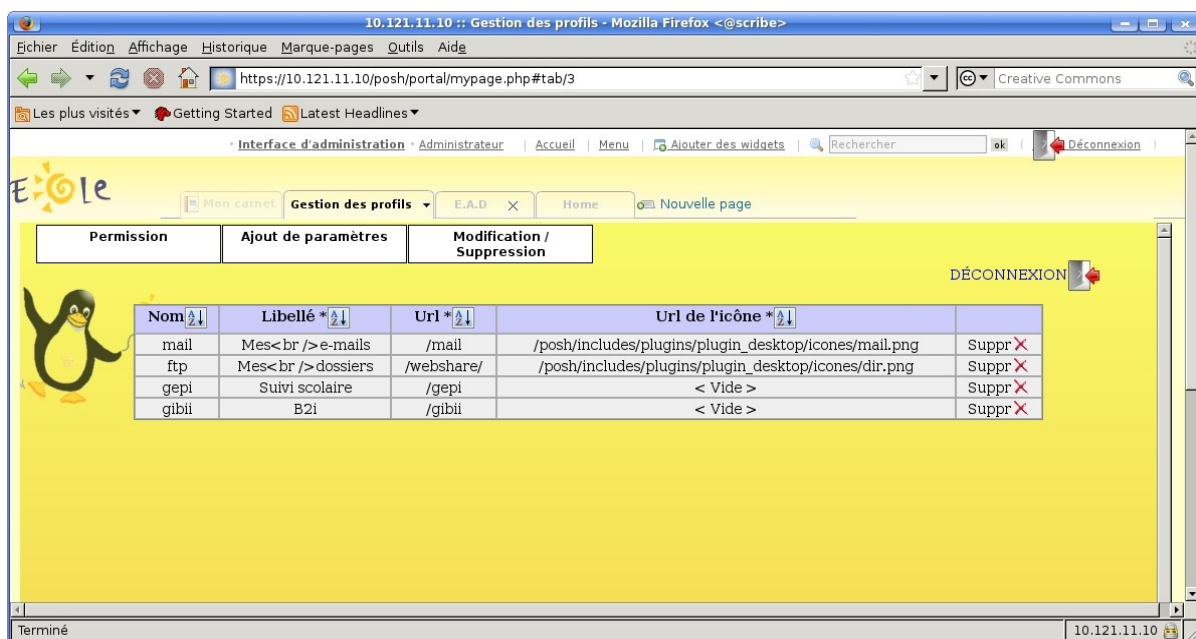 10.121.11.10 :: Gestion des profils - Mozilla Firefox <@scribe>
Fichier Édition Affichage Historique Marque-pages Outils Aide
https://10.121.11.10/posh/portal/mypage.php#tab/3 Creative Commons
Les plus visités Getting Started Latest Headlines
· Interface d'administration · Administrateur | Accueil | Menu | Ajouter des widgets | Rechercher ok ( Déconnexion )
Eole
Mon carnet Gestion des profils E.A.D Home Nouvelle page
Permission Ajout de paramètres Modification /
Suppression
DÉCONNEXION
Nom Libellé * Url * Url de l'icône *
mail Mes<br />e-mails /mail /posh/includes/plugins/plugin_desktop/icones/mail.png Suppr
ftp Mes<br />dossiers /webshare/ /posh/includes/plugins/plugin_desktop/icones/dir.png Suppr
gepi Suivi scolaire /gepi < Vide > Suppr
gibii B2i /gibii < Vide > Suppr
Terminé 10.121.11.10